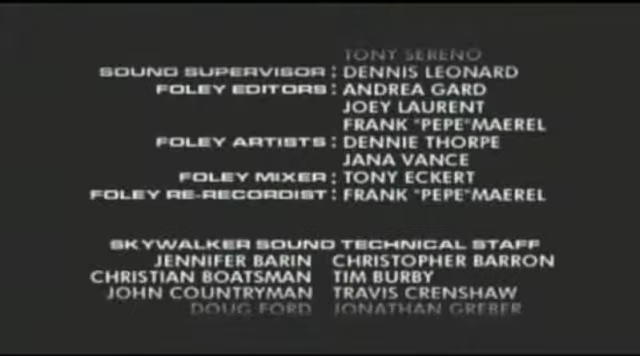 TONY SERENO
SOUND SUPERVISOR : DENNIS LEONARD
FOLEY EDITORS : ANDREA GARD
JOEY LAURENT
FRANK "PEPE"MAEREL
FOLEY ARTISTS : DENNIE THORPE
JANA VANCE
FOLEY MIXER : TONY ECKERT
FOLEY RE-RECORDIST : FRANK "PEPE"MAEREL
SKYWALKER SOUND TECHNICAL STAFF
JENNIFER BARIN CHRISTOPHER BARRON
CHRISTIAN BOATSMAN TIM BURBY
JOHN COUNTRYMAN TRAVIS CRENSHAW
DOUG FORD JONATHAN GREBER